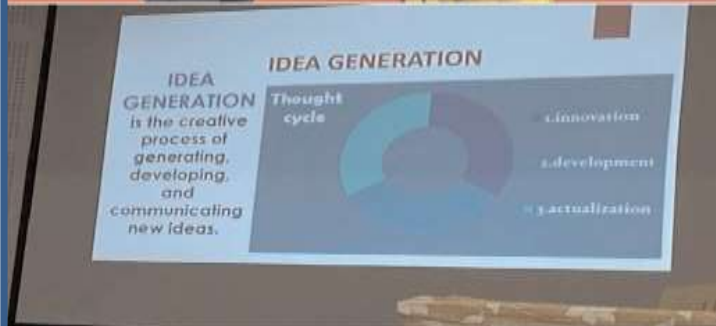 IDEA GENERATION
IDEA
GENERATION
is the creative
process of
generating,
developing,
and
communicating
new ideas.
Thought
cycle
1.innovation
2.development
3.actualization